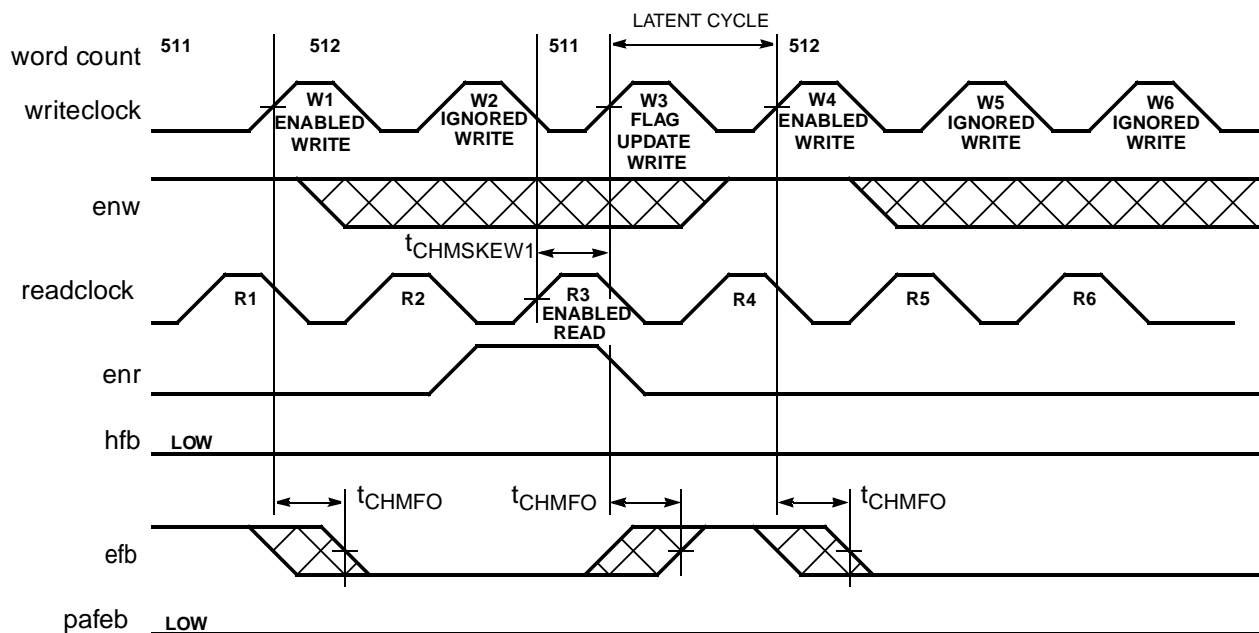 LATENT CYCLE
word count 511 512 511 512
writeclock
W1
ENABLED
WRITE
W2
IGNORED
WRITE
W3
FLAG
UPDATE
WRITE
W4
ENABLED
WRITE
W5
IGNORED
WRITE
W6
IGNORED
WRITE
enw
tCHMSKEW1
readclock
R1
R2
R3
ENABLED
READ
R4
R5
R6
enr
hfb LOW
tCHMFO tCHMFO tCHMFO
efb
pafeb LOW